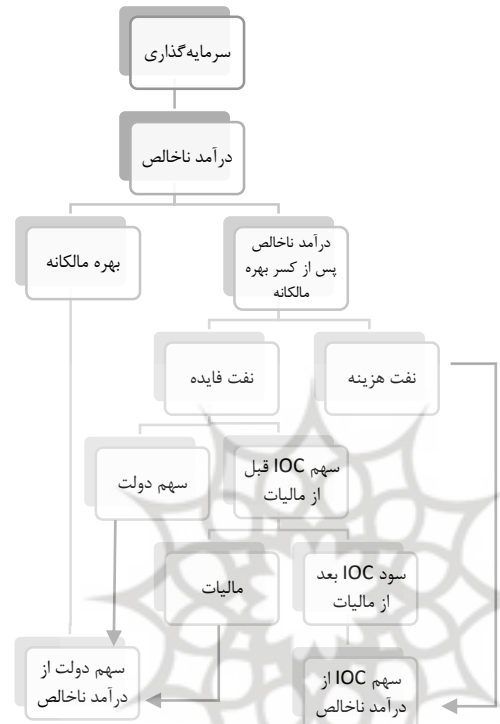 سرمایه‌گذاری
درآمد ناخالص
بهره مالکانه
درآمد ناخالص
پس از کسر بهره
مالکانه
نفت هزینه
نفت فایده
سهم IOC قبل
از مالیات
سهم دولت
سود IOC بعد
از مالیات
مالیات
سهم دولت از
درآمد ناخالص
سهم IOC از
درآمد ناخالص